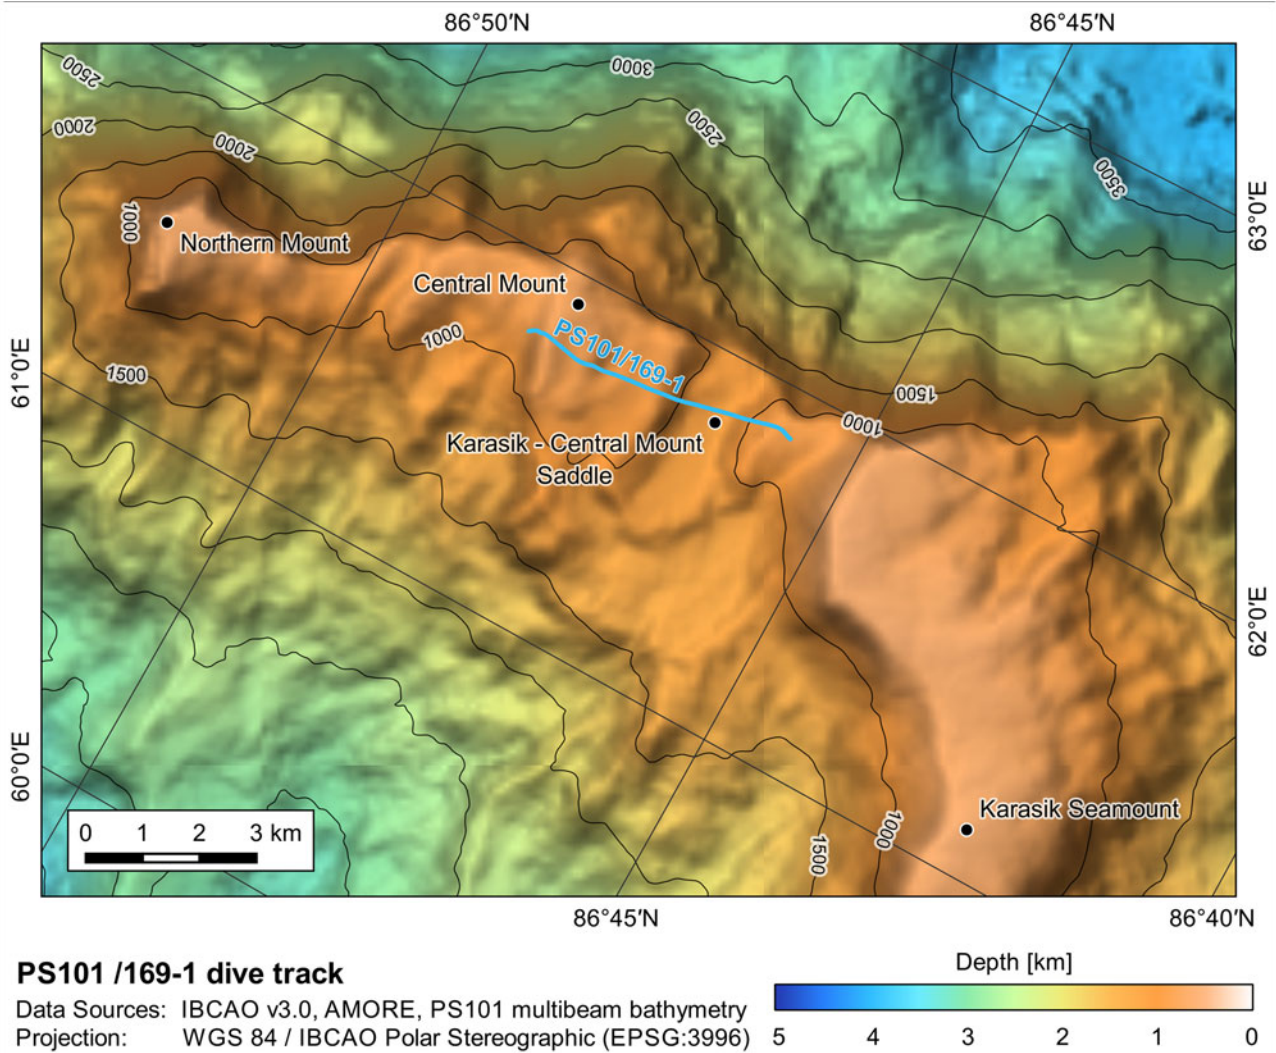 86°50′N
86°45′N
2500
3000
2000
2500
2000
3500
63°0′E
1000
Northern Mount
Central Mount
PS101/169-1
1000
61°0′E
1500
1500
1000
Karasik - Central Mount
Saddle
62°0′E
60°0′E
Karasik Seamount
1000
1500
0 1 2 3 km
86°45′N
86°40′N
PS101 /169-1 dive track
Data Sources: IBCAO v3.0, AMORE, PS101 multibeam bathymetry
Projection: WGS 84 / IBCAO Polar Stereographic (EPSG:3996)
Depth [km]
5 4 3 2 1 0